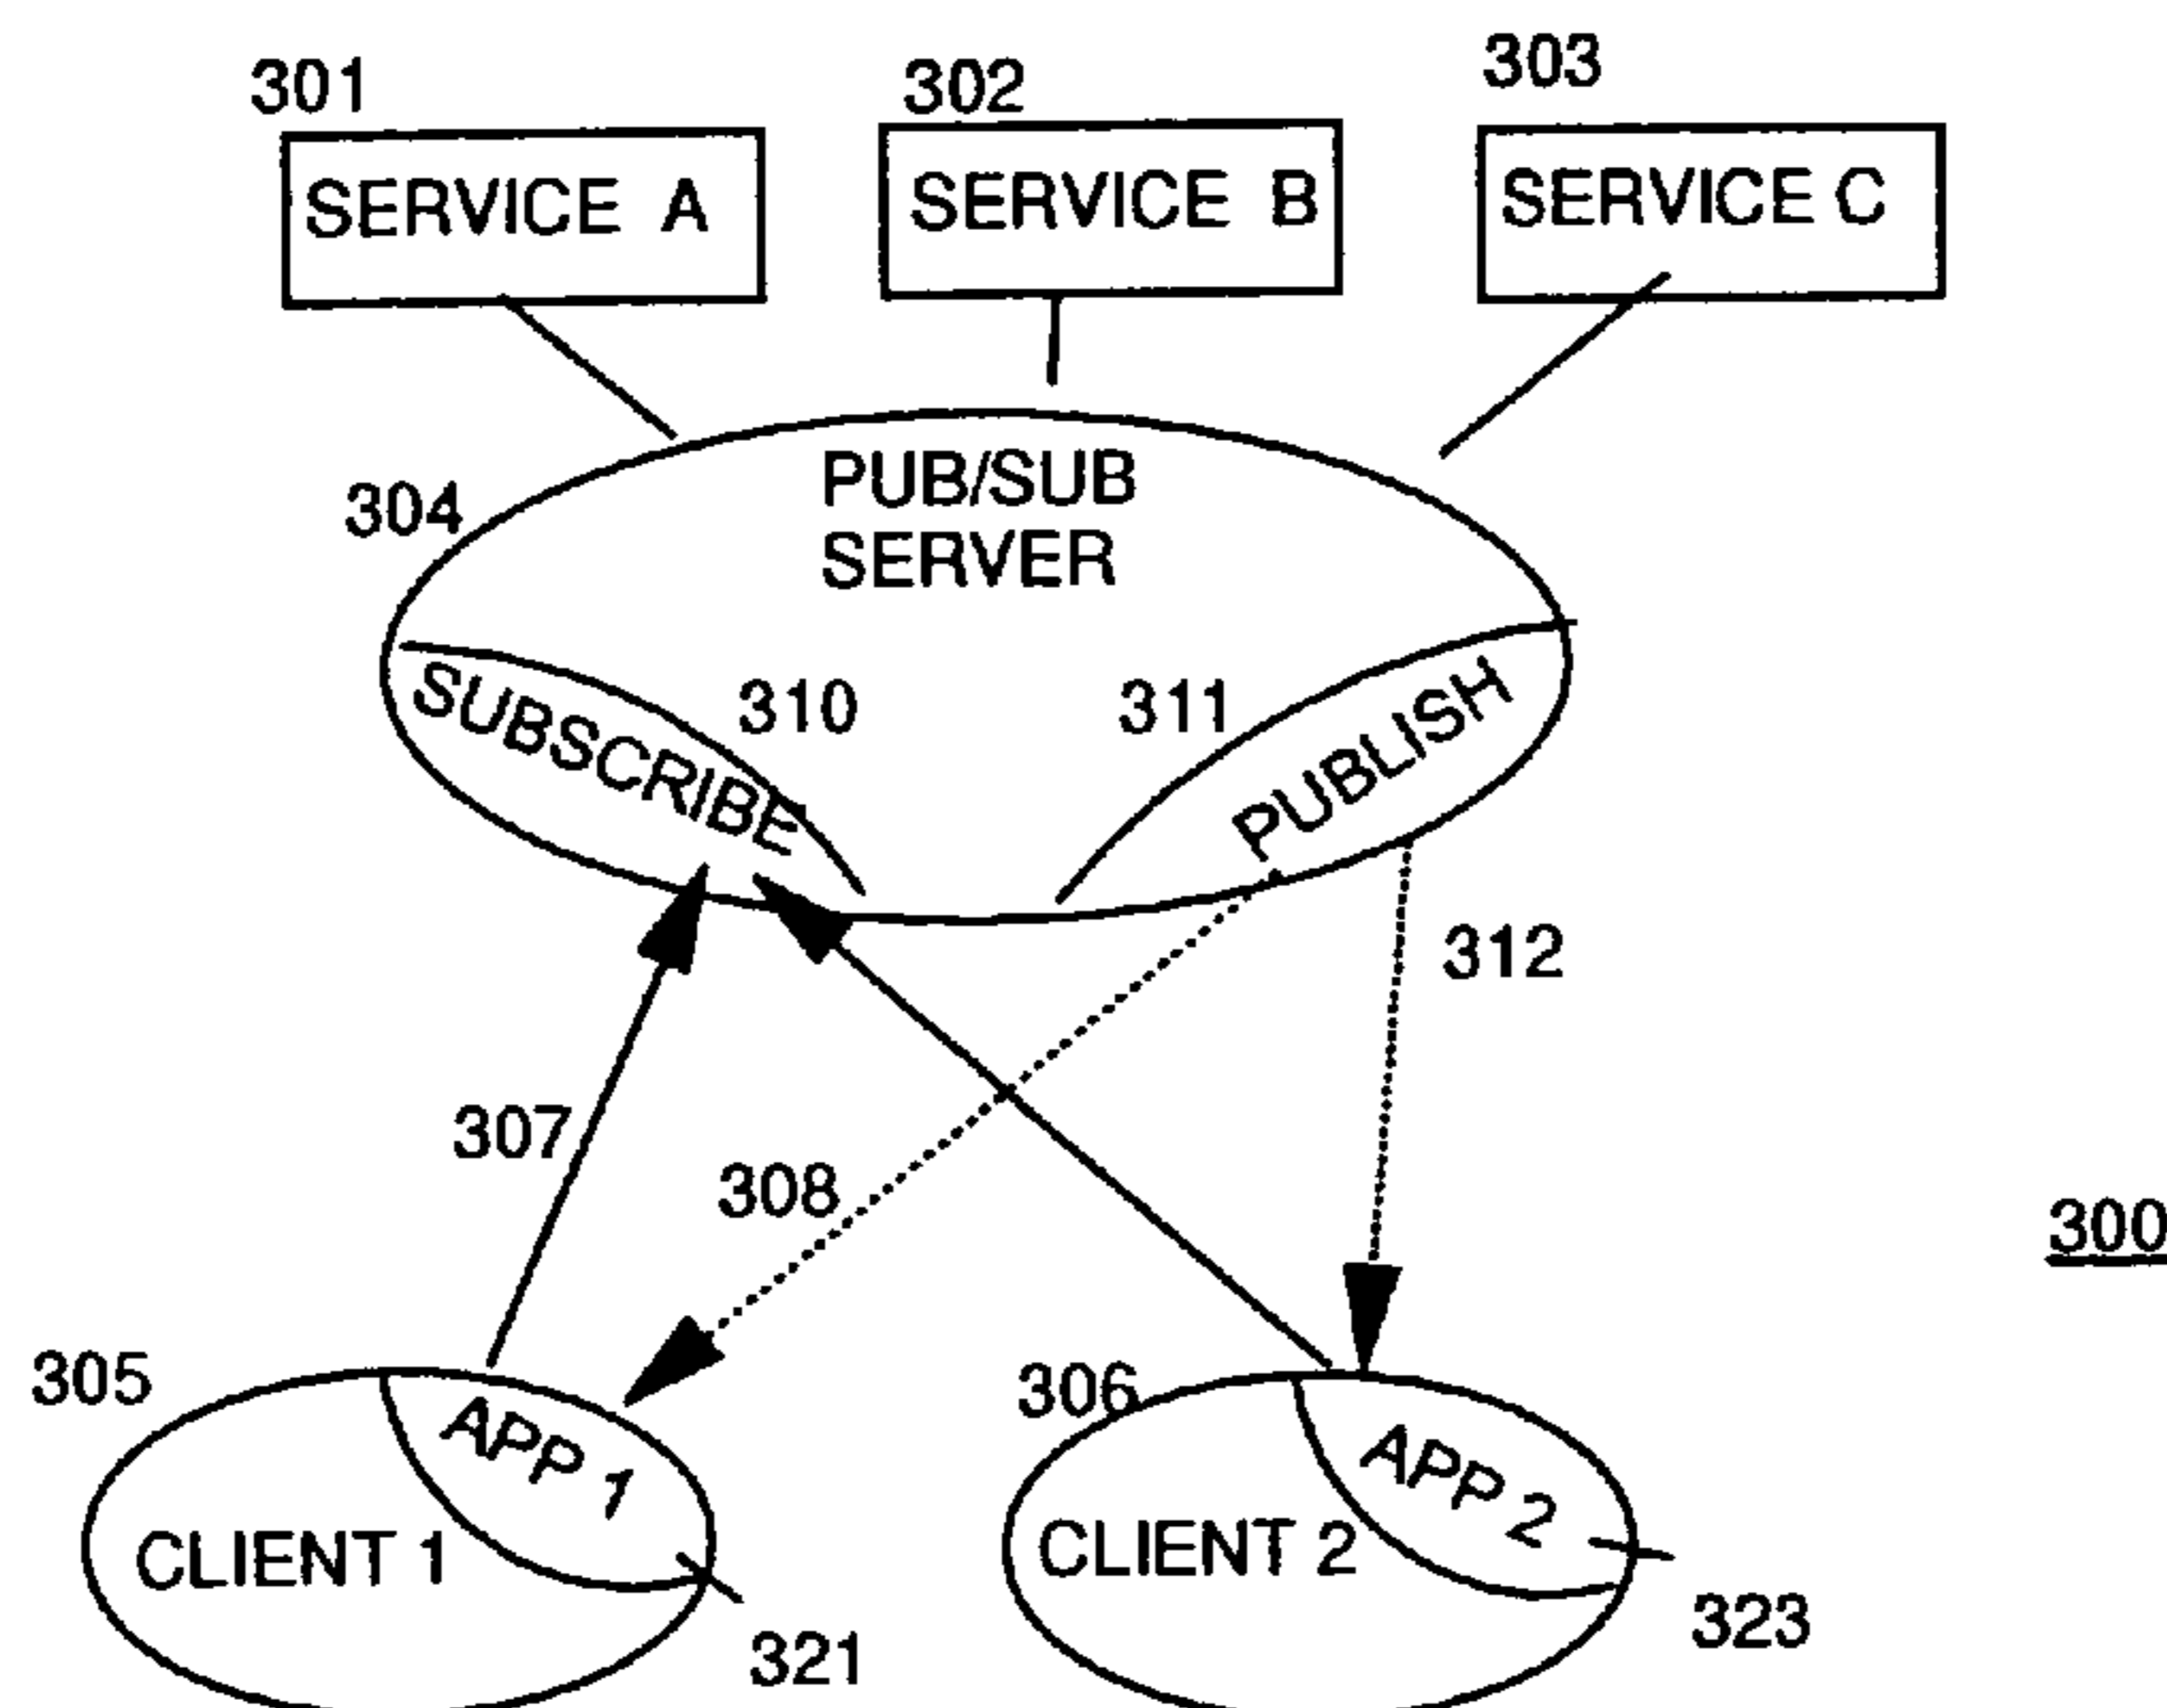 301
302
303
SERVICE A
SERVICE B
SERVICE C
304
PUB/SUB
SERVER
SUBSCRIBE
310
311
PUBLISH
312
307
308
300
305
306
APP 1
APP 2
CLIENT 1
CLIENT 2
321
323